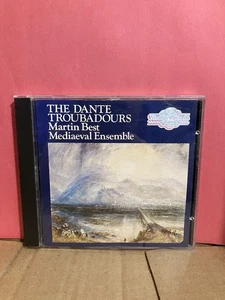 THE DANTE
TROUBADOURS
Martin Best
Mediaeval Ensemble